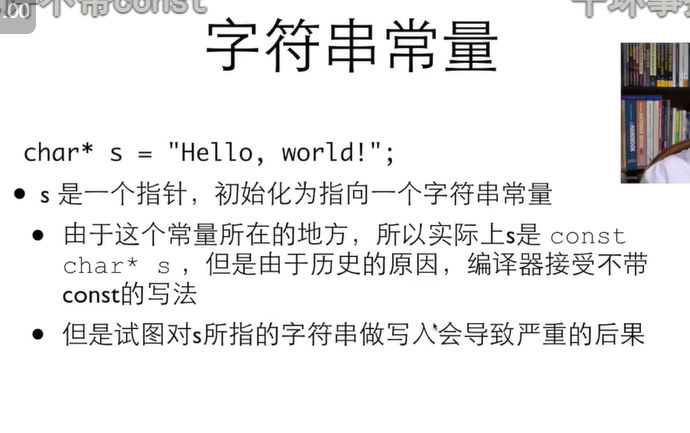 .00
不带const
字符串常量
char* s = "Hello, world!";
• s 是一个指针，初始化为指向一个字符串常量
• 由于这个常量所在的地方，所以实际上s是 const
char* s ，但是由于历史的原因，编译器接受不带
const的写法
• 但是试图对s所指的字符串做写入会导致严重的后果